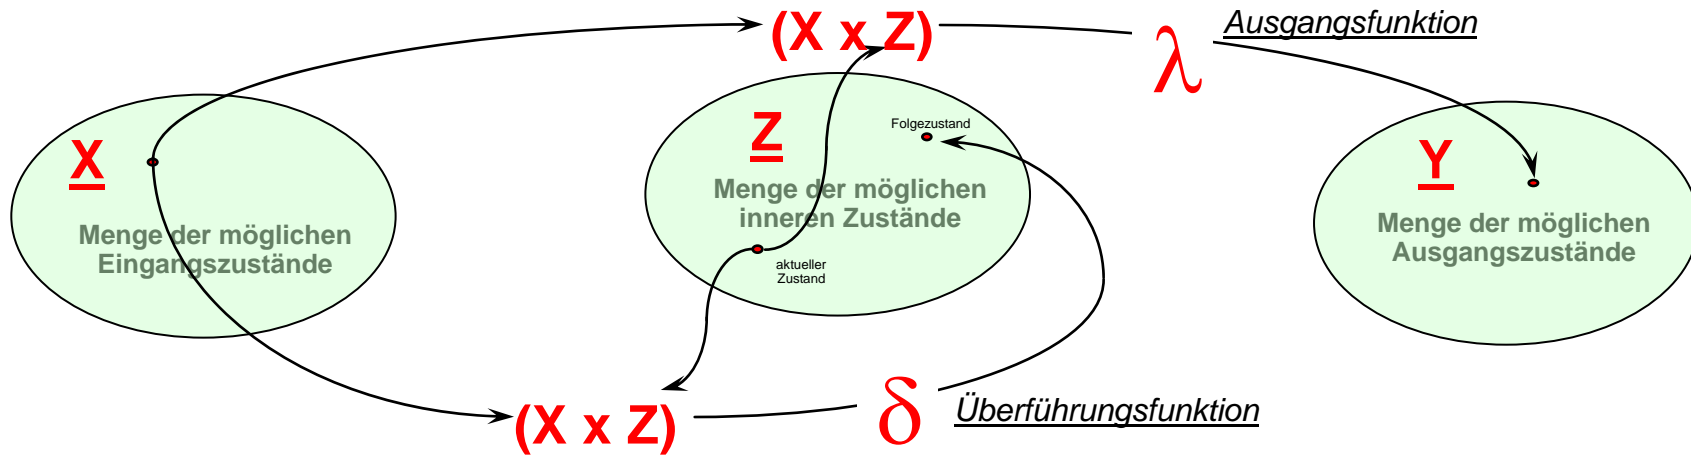 (X x Z)
λ
Ausgangsfunktion
X
Menge der möglichen
Eingangszustände
Z
Folgezustand
Menge der möglichen
inneren Zustände
aktueller
Zustand
Y
Menge der möglichen
Ausgangszustände
(X x Z)
δ
Überführungsfunktion